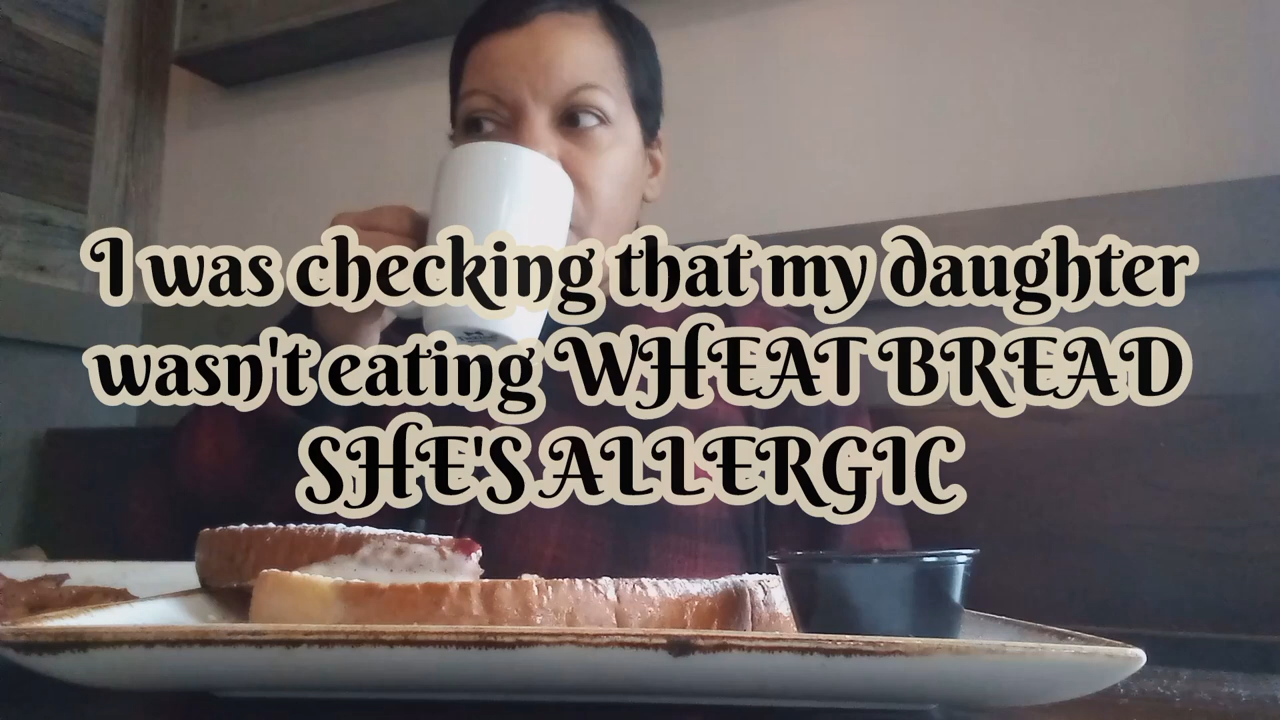 I was checking that my daughter
wasn't eating WHEAT BREAD
SHE'S ALLERGIC